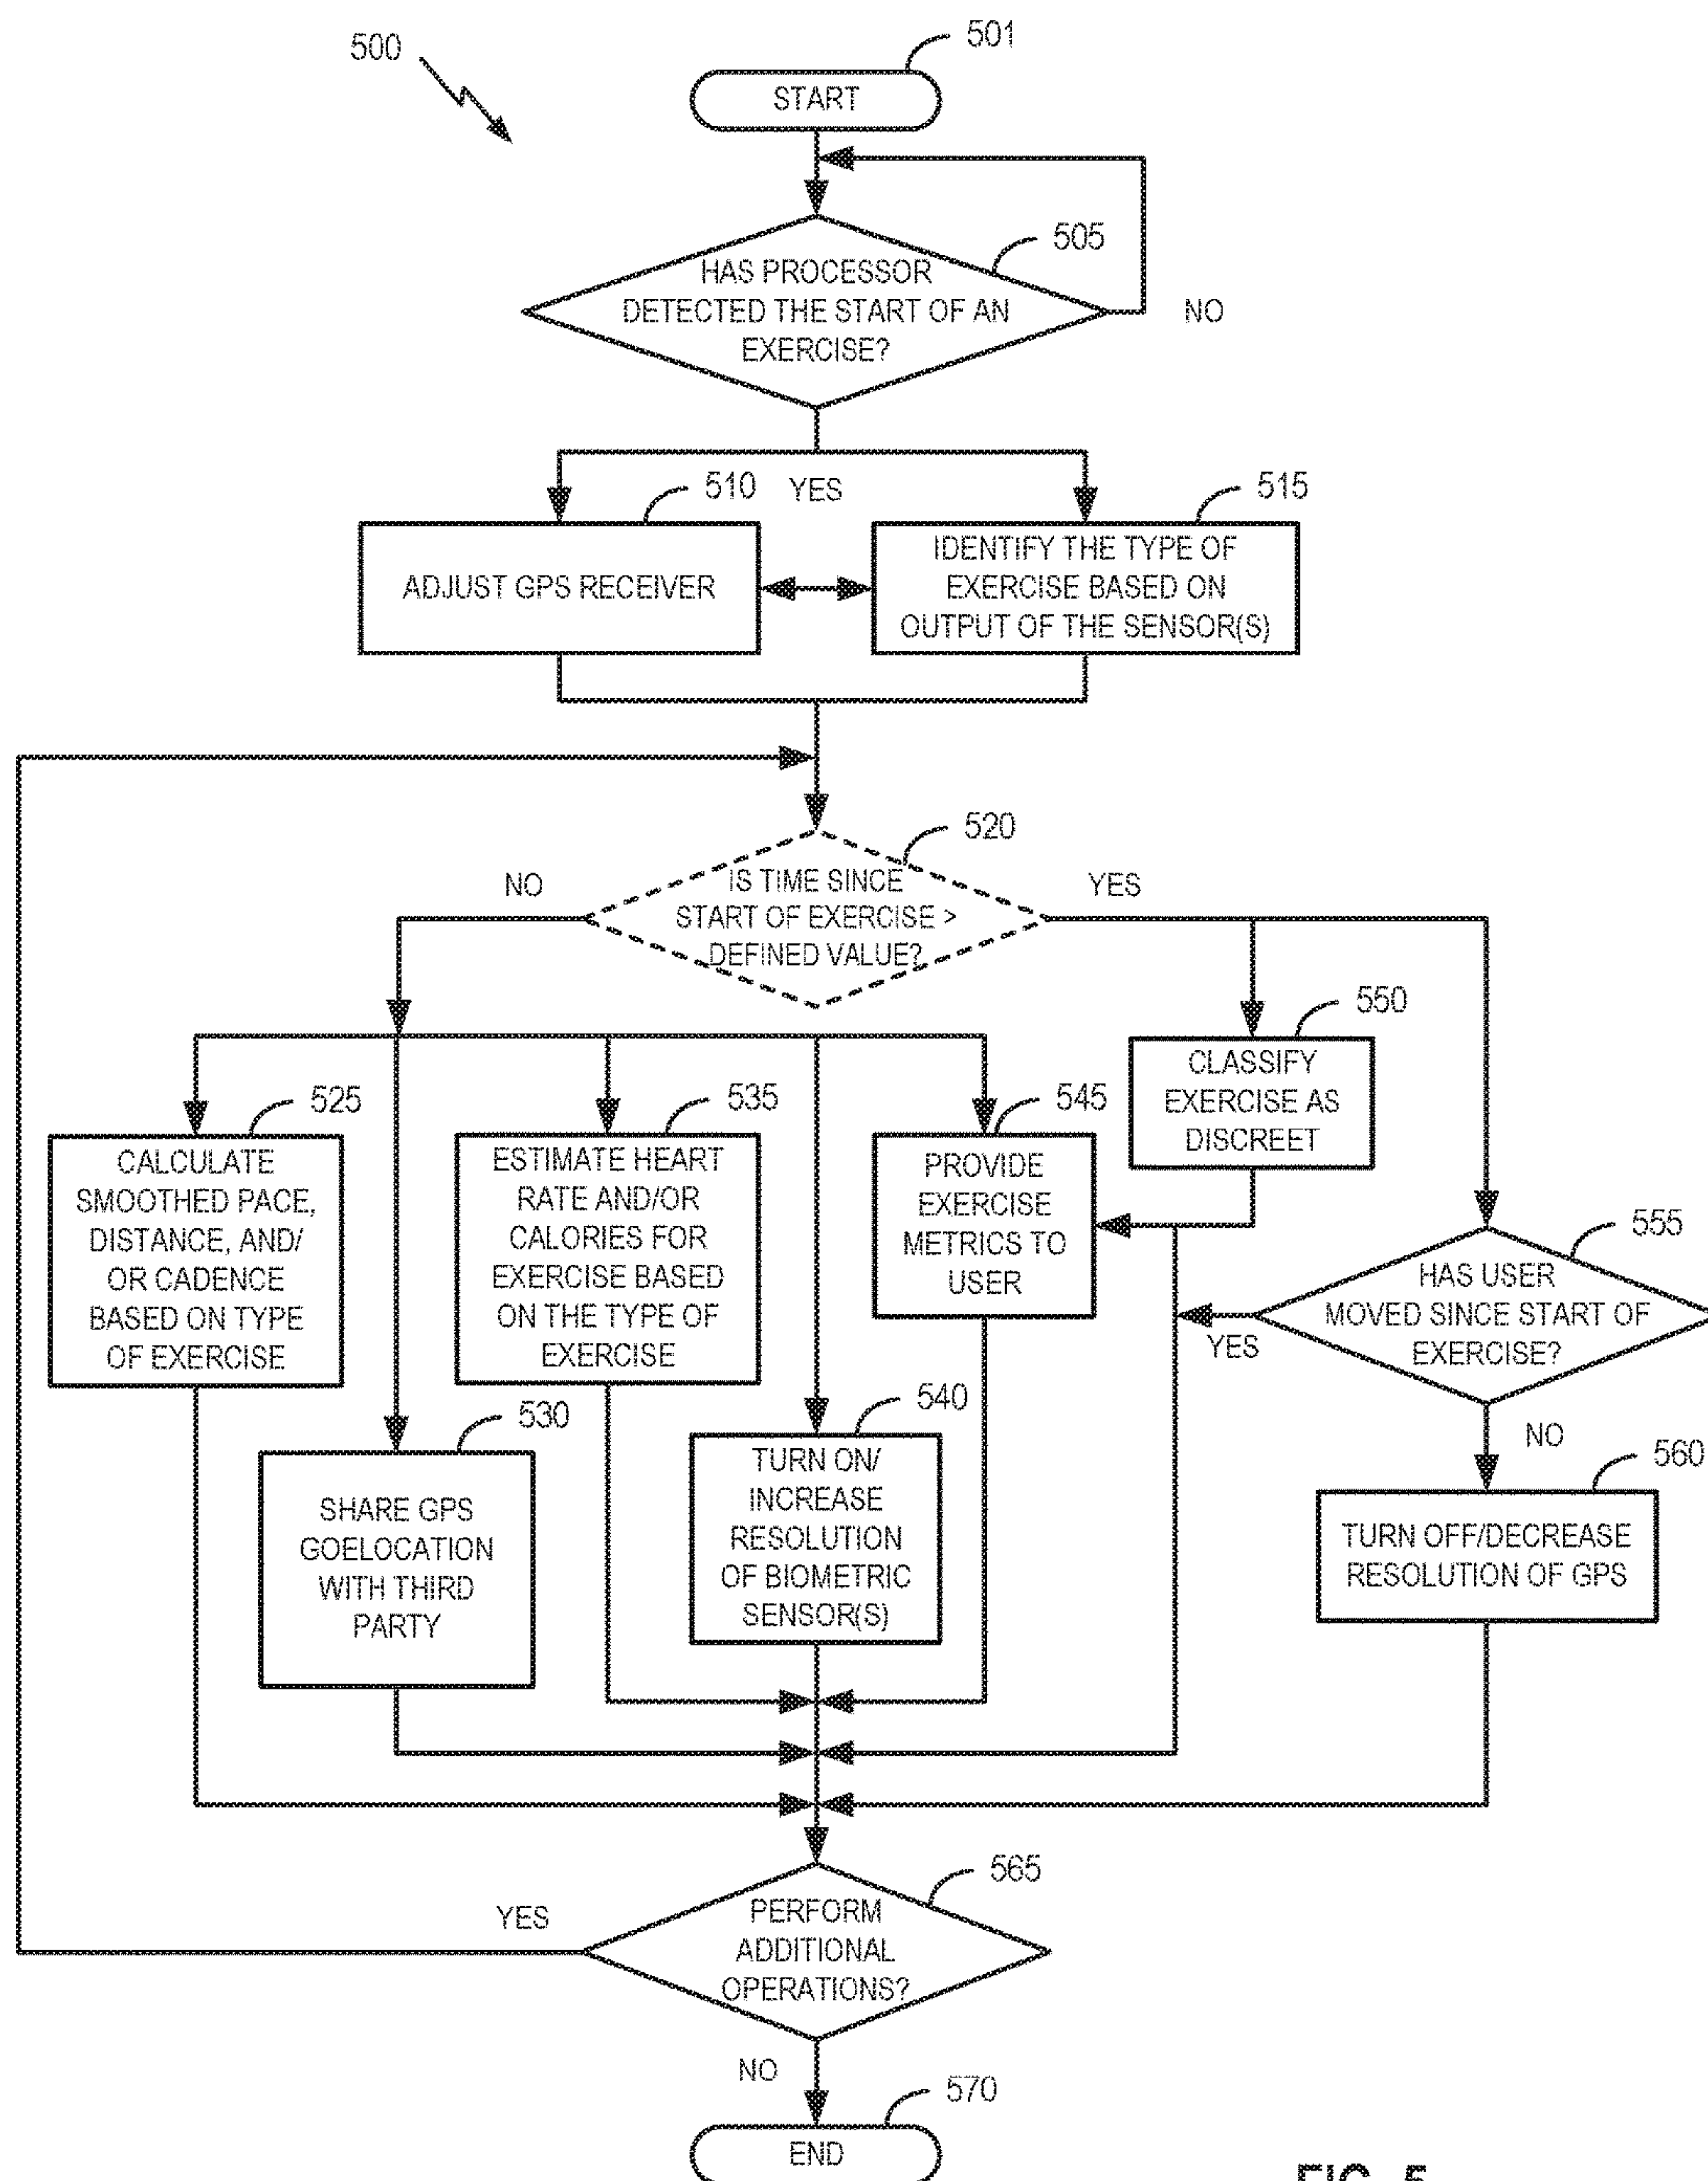 500
501
START
505
HAS PROCESSOR
DETECTED THE START OF AN
EXERCISE?
NO
510
YES
515
ADJUST GPS RECEIVER
IDENTIFY THE TYPE OF
EXERCISE BASED ON
OUTPUT OF THE SENSOR(S)
520
NO
IS TIME SINCE
START OF EXERCISE >
DEFINED VALUE?
YES
550
CLASSIFY
EXERCISE AS
DISCREET
525
CALCULATE
SMOOTHED PACE,
DISTANCE, AND/
OR CADENCE
BASED ON TYPE
OF EXERCISE
535
ESTIMATE HEART
RATE AND/OR
CALORIES FOR
EXERCISE BASED
ON THE TYPE OF
EXERCISE
545
PROVIDE
EXERCISE
METRICS TO
USER
555
HAS USER
MOVED SINCE START OF
EXERCISE?
YES
NO
530
SHARE GPS
GOELOCATION
WITH THIRD
PARTY
540
TURN ON/
INCREASE
RESOLUTION
OF BIOMETRIC
SENSOR(S)
560
TURN OFF/DECREASE
RESOLUTION OF GPS
565
YES
PERFORM
ADDITIONAL
OPERATIONS?
NO
570
END
FIG. 5